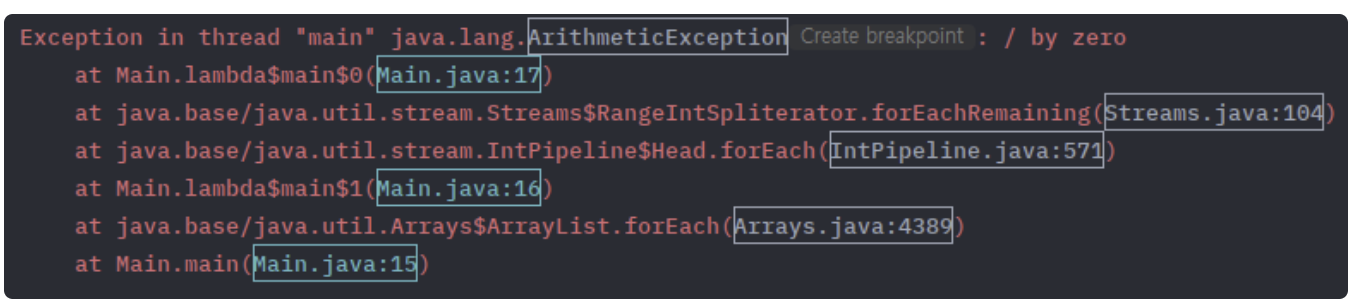 Exception in thread "main" java.lang.ArithmeticException Create breakpoint : / by zero
at Main.lambda$main$0(Main.java:17)
at java.base/java.util.stream.Streams$RangeIntSpliterator.forEachRemaining(Streams.java:104)
at java.base/java.util.stream.IntPipeline$Head.forEach(IntPipeline.java:571)
at Main.lambda$main$1(Main.java:16)
at java.base/java.util.Arrays$ArrayList.forEach(Arrays.java:4389)
at Main.main(Main.java:15)